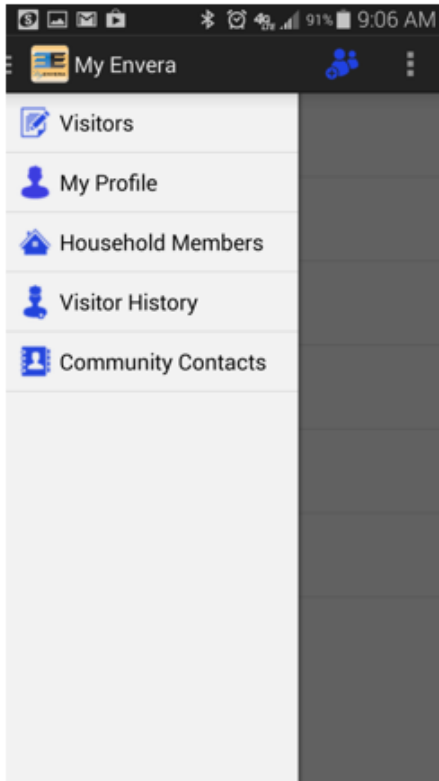 91% 9:06 AM
My Envera
Visitors
My Profile
Household Members
Visitor History
Community Contacts